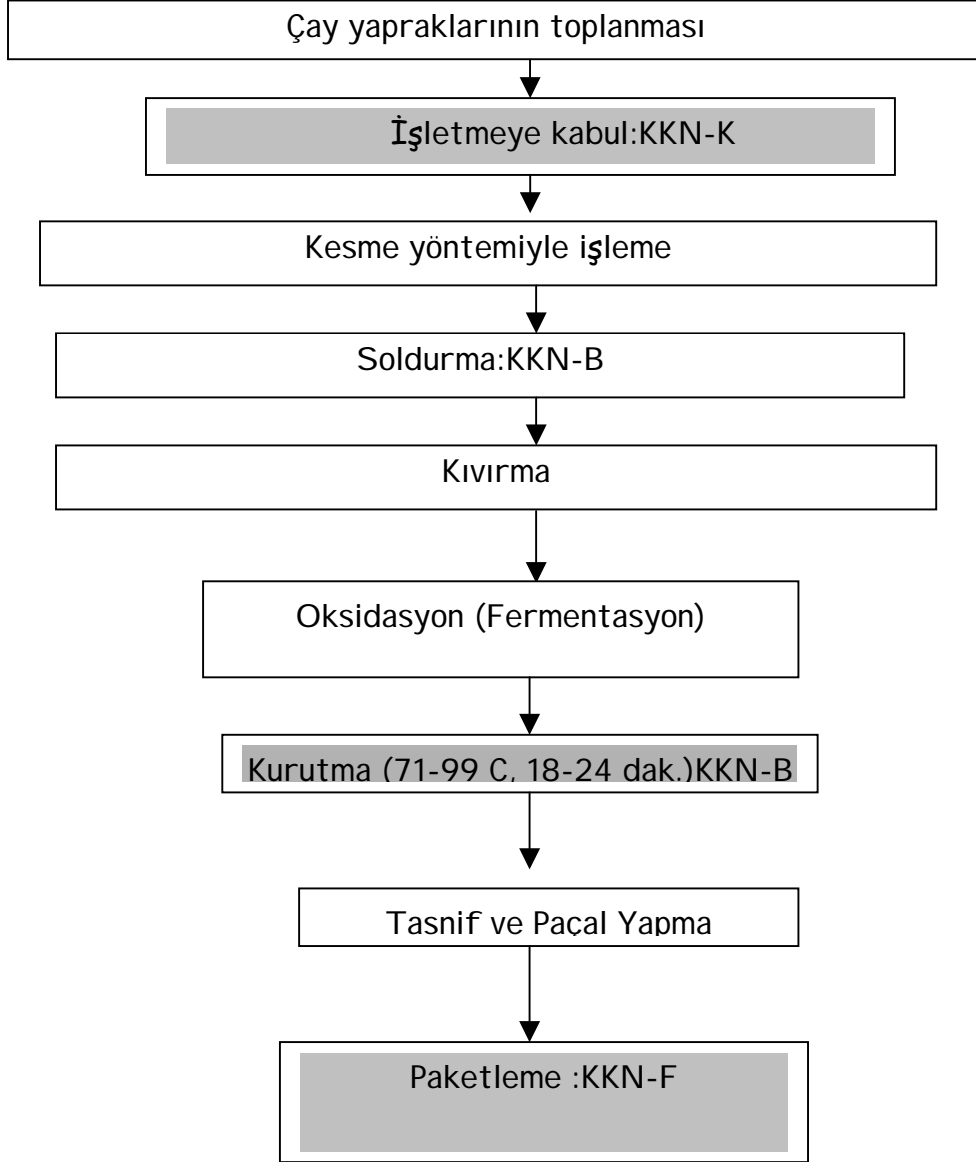 Çay yapraklarının toplanması
İşletmeye kabul:KKN-K
Kesme yöntemiyle işleme
Soldurma:KKN-B
Kıvırma
Oksidasyon (Fermentasyon)
Kurutma (71-99 C, 18-24 dak.)KKN-B
Tasnif ve Paçal Yapma
Paketleme :KKN-F